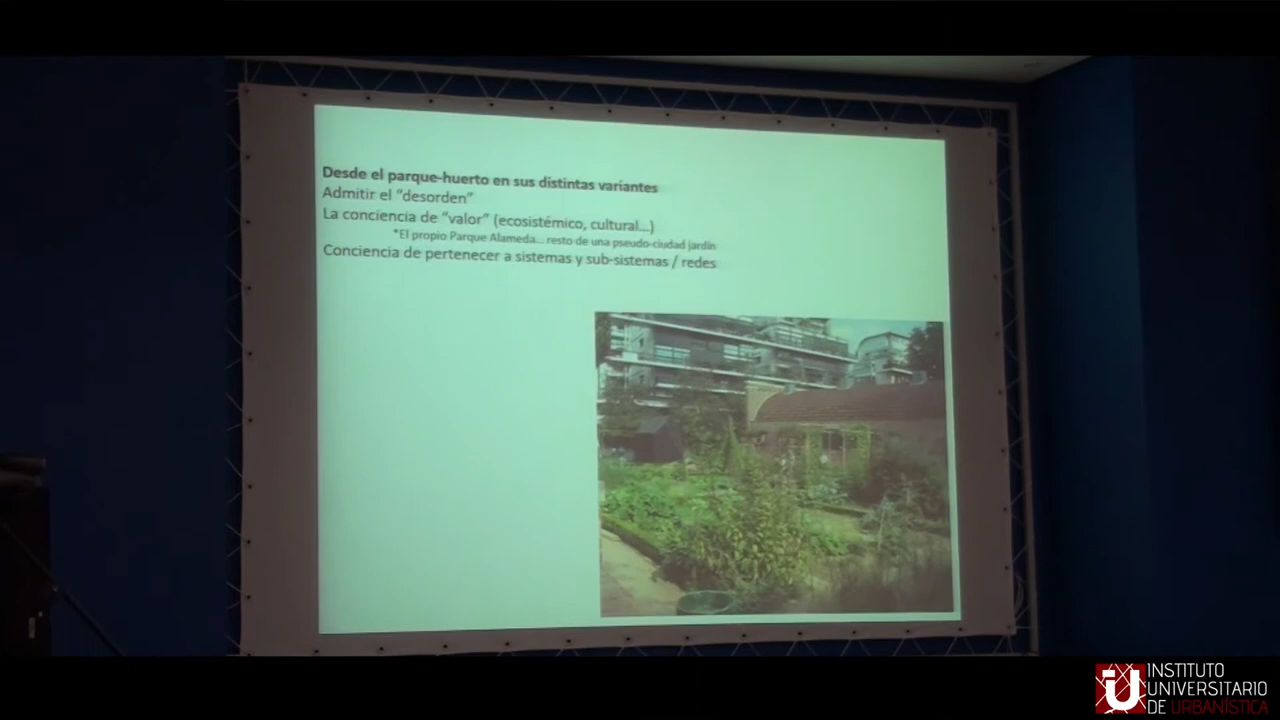 Desde el parque-huerto en sus distintas variantes
Admitir el “desorden”
La conciencia de “valor” (ecosistémico, cultural...)
*El propio Parque Alameda... resto de una pseudo-ciudad jardín
Conciencia de pertenecer a sistemas y sub-sistemas / redes
IU
INSTITUTO
UNIVERSITARIO
DE URBANÍSTICA